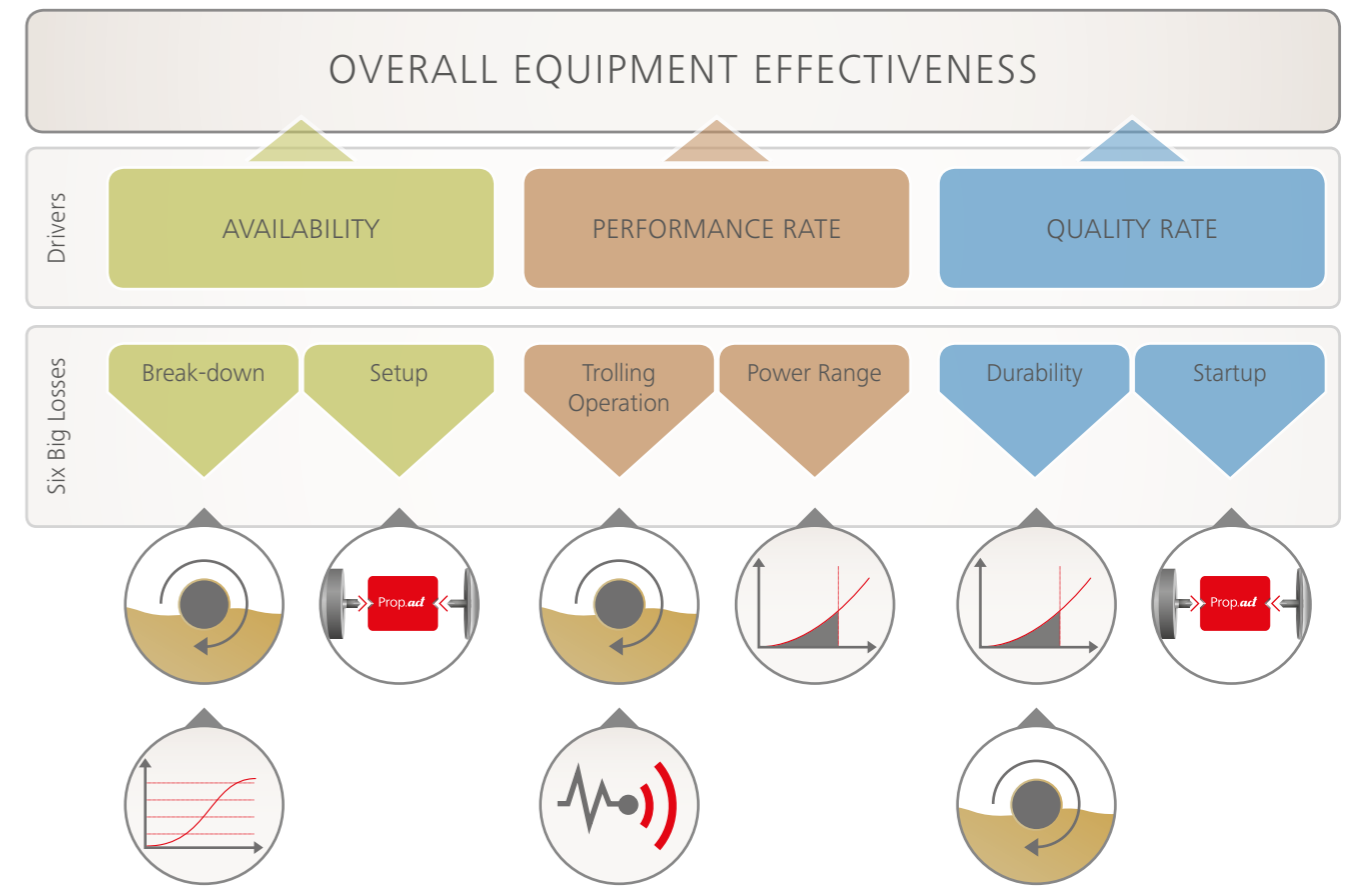 OVERALL EQUIPMENT EFFECTIVENESS
Drivers
AVAILABILITY
PERFORMANCE RATE
QUALITY RATE
Six Big Losses
Break-down
Setup
Trolling
Operation
Power Range
Durability
Startup
Prop.act
Prop.act